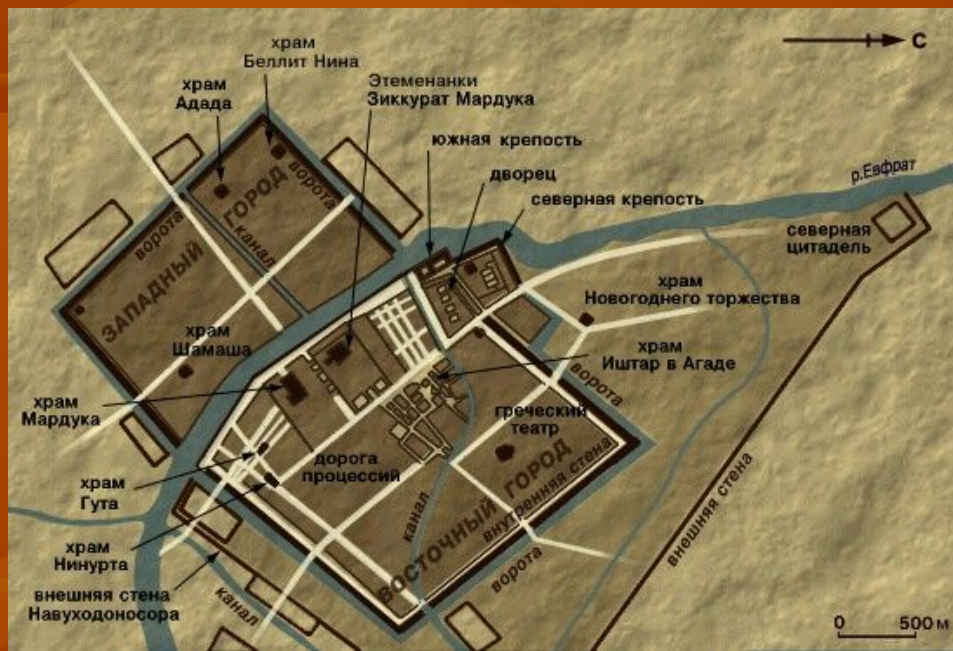 храм
Беллит Нина
С
Этеменанки
Зиккурат Мардука
храм
Адада
южная крепость
ворота
дворец
р.Евфрат
северная крепость
ГОРОД
северная
цитадель
ворота
канал
ЗАПАДНЫЙ
храм
Новогоднего торжества
храм
Шамаша
храм
Иштар в Агаде
ворота
храм
Мардука
греческий
театр
дорога
процессий
ГОРОД
внутренняя стена
внешняя стена
храм
Гута
канал
ВОСТОЧНЫЙ
храм
Нинурта
ворота
внешняя стена
Навуходоносора
канал
0 500 м